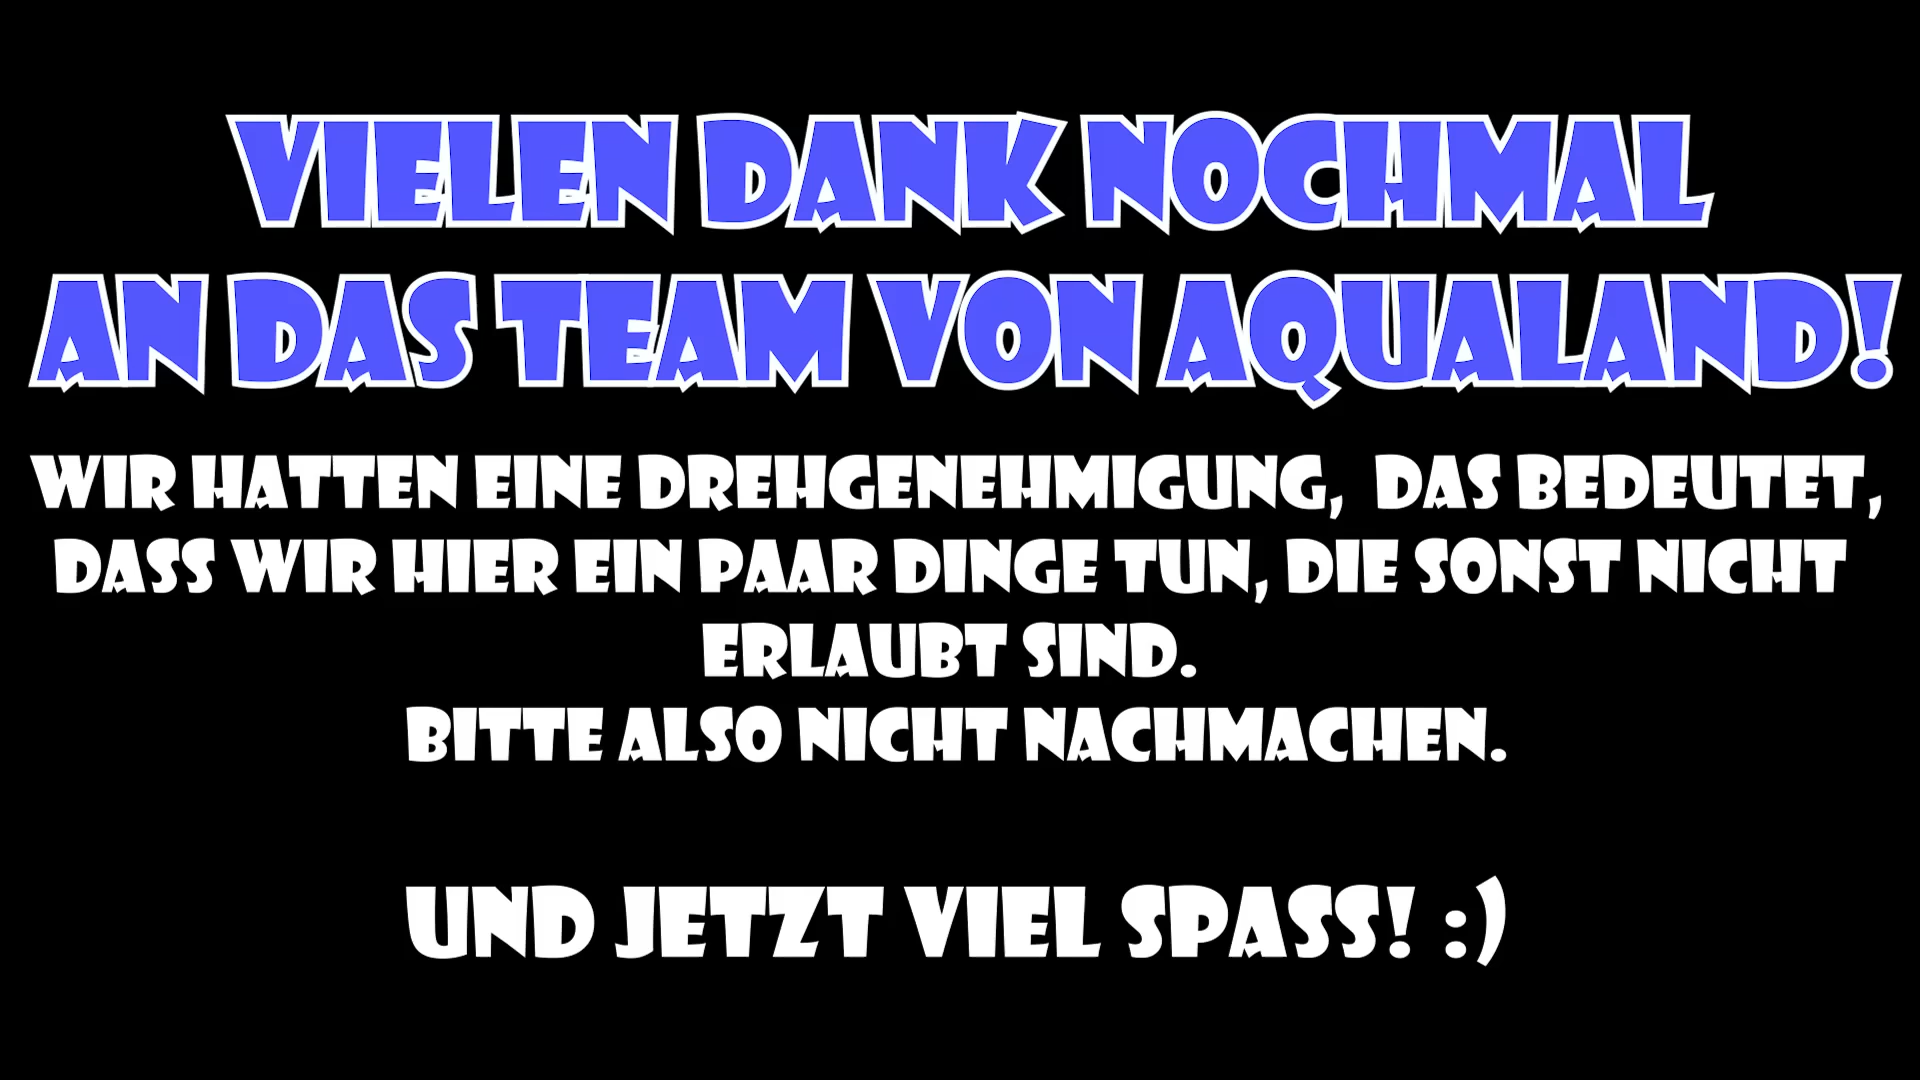 VIELEN DANK NOCHMAL
AN DAS TEAM VON AQUALAND!
WIR HATTEN EINE DREHGENEHMIGUNG, DAS BEDEUTET,
DASS WIR HIER EIN PAAR DINGE TUN, DIE SONST NICHT
ERLAUBT SIND.
BITTE ALSO NICHT NACHMACHEN.
UND JETZT VIEL SPASS! :)